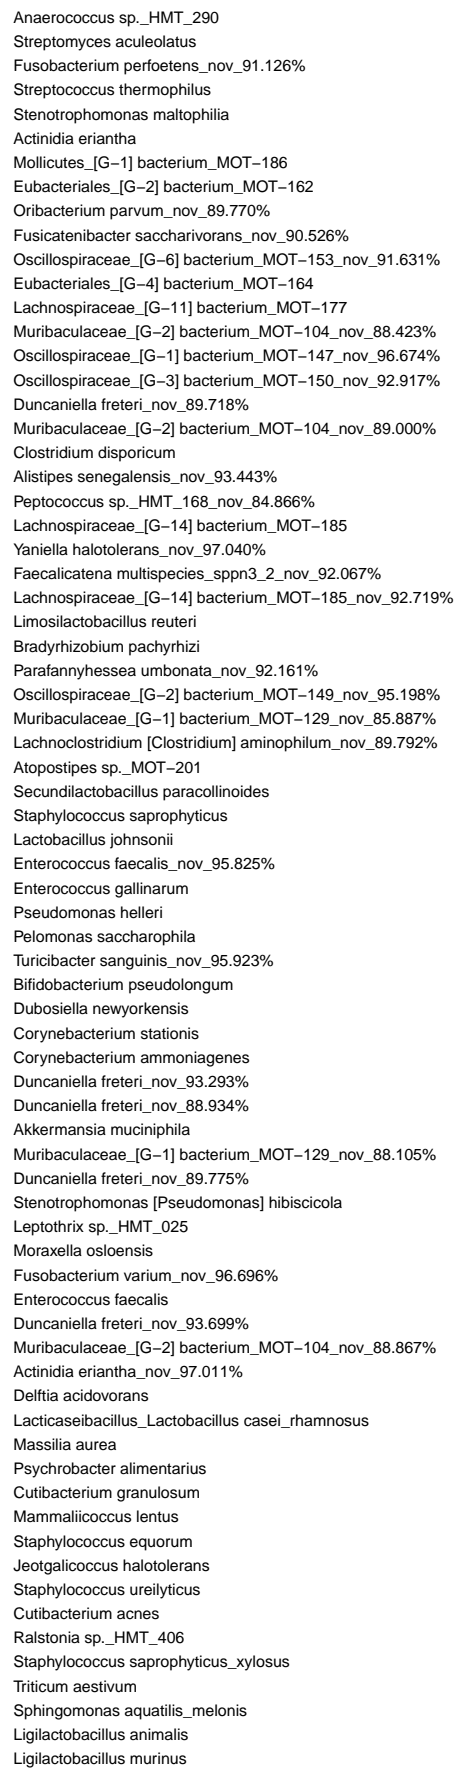 Anaerococcus sp._HMT_290
Streptomyces aculeolatus
Fusobacterium perfoetens_nov_91.126%
Streptococcus thermophilus
Stenotrophomonas maltophilia
Actinidia eriantha
Mollicutes_[G−1] bacterium_MOT−186
Eubacteriales_[G−2] bacterium_MOT−162
Oribacterium parvum_nov_89.770%
Fusicatenibacter saccharivorans_nov_90.526%
Oscillospiraceae_[G−6] bacterium_MOT−153_nov_91.631%
Eubacteriales_[G−4] bacterium_MOT−164
Lachnospiraceae_[G−11] bacterium_MOT−177
Muribaculaceae_[G−2] bacterium_MOT−104_nov_88.423%
Oscillospiraceae_[G−1] bacterium_MOT−147_nov_96.674%
Oscillospiraceae_[G−3] bacterium_MOT−150_nov_92.917%
Duncaniella freteri_nov_89.718%
Muribaculaceae_[G−2] bacterium_MOT−104_nov_89.000%
Clostridium disporicum
Alistipes senegalensis_nov_93.443%
Peptococcus sp._HMT_168_nov_84.866%
Lachnospiraceae_[G−14] bacterium_MOT−185
Yaniella halotolerans_nov_97.040%
Faecalicatena multispecies_sppn3_2_nov_92.067%
Lachnospiraceae_[G−14] bacterium_MOT−185_nov_92.719%
Limosilactobacillus reuteri
Bradyrhizobium pachyrhizi
Parafannyhessea umbonata_nov_92.161%
Oscillospiraceae_[G−2] bacterium_MOT−149_nov_95.198%
Muribaculaceae_[G−1] bacterium_MOT−129_nov_85.887%
Lachnoclostridium [Clostridium] aminophilum_nov_89.792%
Atopostipes sp._MOT−201
Secundilactobacillus paracollinoides
Staphylococcus saprophyticus
Lactobacillus johnsonii
Enterococcus faecalis_nov_95.825%
Enterococcus gallinarum
Pseudomonas helleri
Pelomonas saccharophila
Turicibacter sanguinis_nov_95.923%
Bifidobacterium pseudolongum
Dubosiella newyorkensis
Corynebacterium stationis
Corynebacterium ammoniagenes
Duncaniella freteri_nov_93.293%
Duncaniella freteri_nov_88.934%
Akkermansia muciniphila
Muribaculaceae_[G−1] bacterium_MOT−129_nov_88.105%
Duncaniella freteri_nov_89.775%
Stenotrophomonas [Pseudomonas] hibiscicola
Leptothrix sp._HMT_025
Moraxella osloensis
Fusobacterium varium_nov_96.696%
Enterococcus faecalis
Duncaniella freteri_nov_93.699%
Muribaculaceae_[G−2] bacterium_MOT−104_nov_88.867%
Actinidia eriantha_nov_97.011%
Delftia acidovorans
Lacticaseibacillus_Lactobacillus casei_rhamnosus
Massilia aurea
Psychrobacter alimentarius
Cutibacterium granulosum
Mammaliicoccus lentus
Staphylococcus equorum
Jeotgalicoccus halotolerans
Staphylococcus ureilyticus
Cutibacterium acnes
Ralstonia sp._HMT_406
Staphylococcus saprophyticus_xylosus
Triticum aestivum
Sphingomonas aquatilis_melonis
Ligilactobacillus animalis
Ligilactobacillus murinus